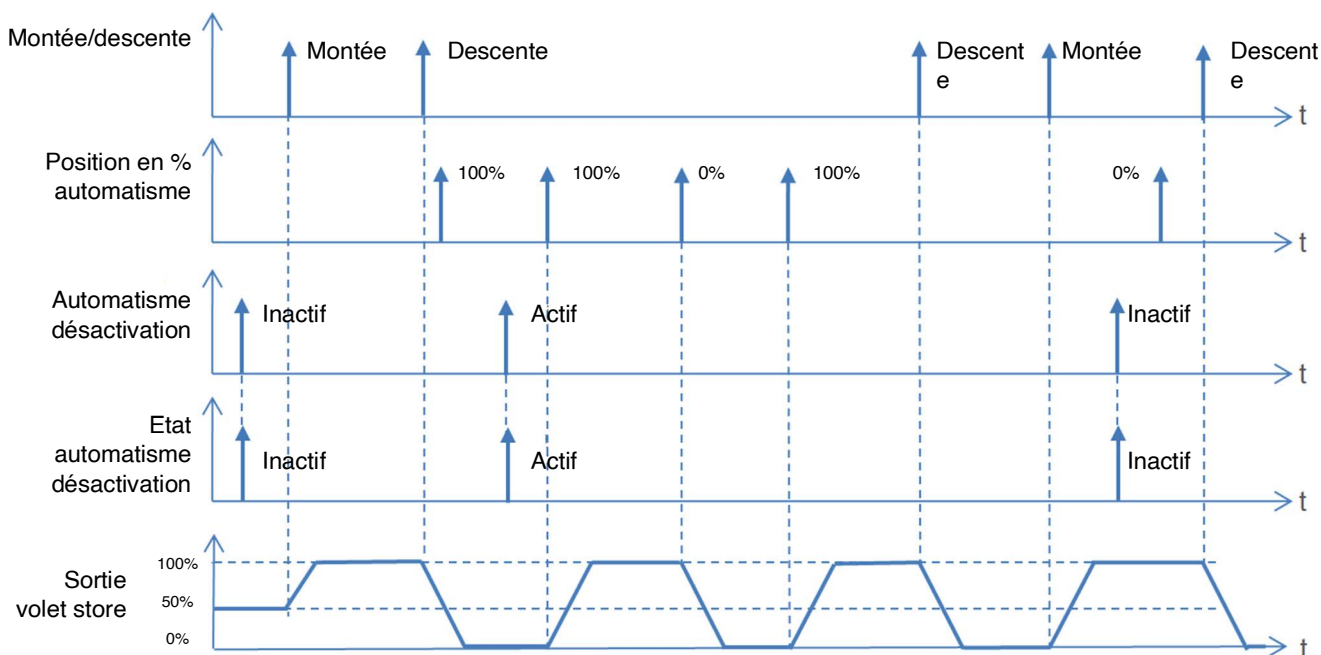 Montée/descente
Montée
Descente
Descent
e
Montée
Descent
e
t
Position en %
automatisme
100%
100%
0%
100%
0%
t
Automatisme
désactivation
Inactif
Actif
Inactif
t
Etat
automatisme
désactivation
Inactif
Actif
Inactif
t
Sortie
volet store
100%
50%
0%
t